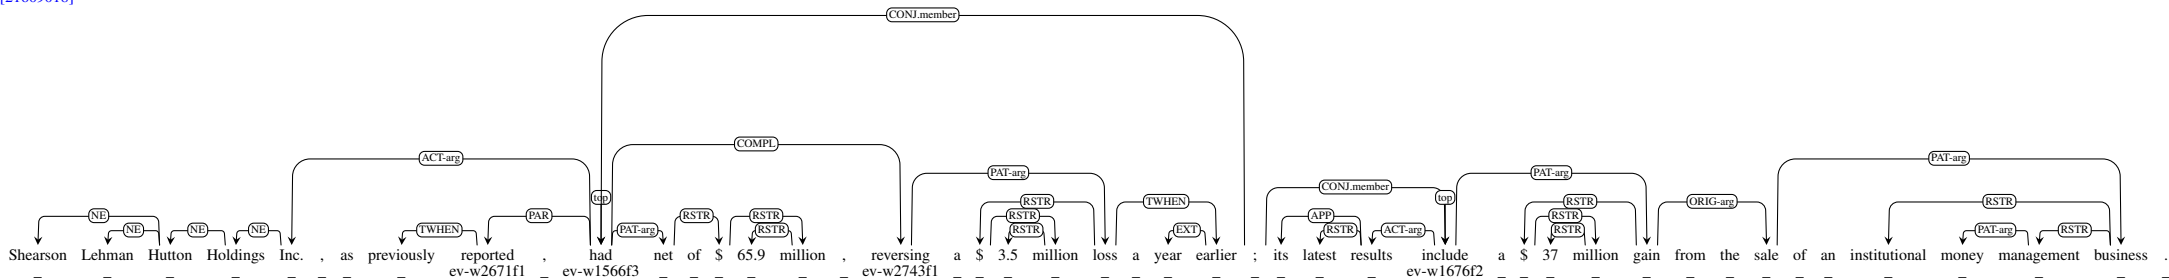 CONJ.member
COMPL
ACT-arg PAT-arg PAT-arg PAT-arg
top CONJ.member top
NE NE NE NE TWHEN PAR PAT-arg RSTR RSTR RSTR RSTR RSTR RSTR TWHEN EXT APP RSTR ACT-arg RSTR RSTR RSTR ORIG-arg RSTR PAT-arg RSTR
Shearson Lehman Hutton Holdings Inc. , as previously reported , had net of $ 65.9 million , reversing a $ 3.5 million loss a year earlier ; its latest results include a $ 37 million gain from the sale of an institutional money management business .
_ _ _ _ _ _ _ _ ev-w2671f1 _ ev-w1566f3 _ _ _ _ _ _ ev-w2743f1 _ _ _ _ _ _ _ _ _ _ _ _ ev-w1676f2 _ _ _ _ _ _ _ _ _ _ _ _ _ _ _